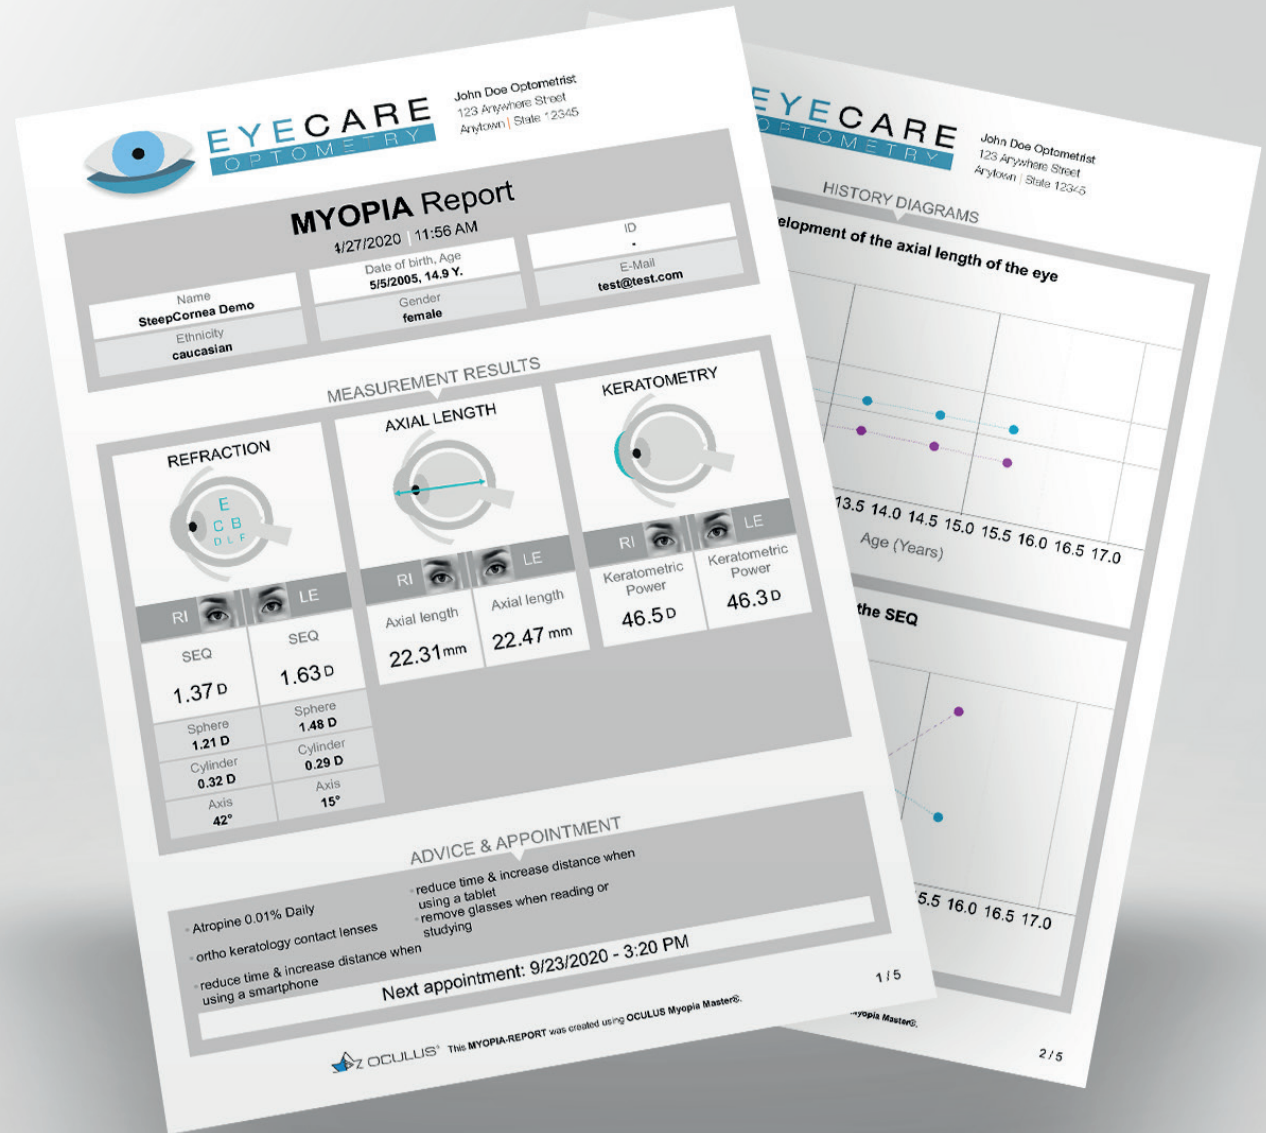 EYECARE
OPTOMETRY
John Doe Optometrist
123 Anywhere Street
Anytown | State 12345
MYOPIA Report
4/27/2020 | 11:56 AM
Name
SteepCornea Demo
Date of birth, Age
5/5/2005, 14.9 Y.
ID
-
Ethnicity
caucasian
Gender
female
E-Mail
test@test.com
MEASUREMENT RESULTS
REFRACTION
E
C B
D L F
RI LE
SEQ
1.37 D
SEQ
1.63 D
Sphere
1.21 D
Sphere
1.48 D
Cylinder
0.32 D
Cylinder
0.29 D
Axis
42°
Axis
15°
AXIAL LENGTH
RI LE
Axial length
22.31 mm
Axial length
22.47 mm
KERATOMETRY
RI LE
Keratometric
Power
46.5 D
Keratometric
Power
46.3 D
ADVICE & APPOINTMENT
Atropine 0.01% Daily
ortho keratology contact lenses
reduce time & increase distance when
using a smartphone
reduce time & increase distance when
using a tablet
remove glasses when reading or
studying
Next appointment: 9/23/2020 - 3:20 PM
1 / 5
OCULUS® This MYOPIA-REPORT was created using OCULUS Myopia Master®.
EYECARE
OPTOMETRY
John Doe Optometrist
123 Anywhere Street
Anytown | State 12345
HISTORY DIAGRAMS
elopment of the axial length of the eye
13.5 14.0 14.5 15.0 15.5 16.0 16.5 17.0
Age (Years)
the SEQ
5.5 16.0 16.5 17.0
Myopia Master®.
2 / 5